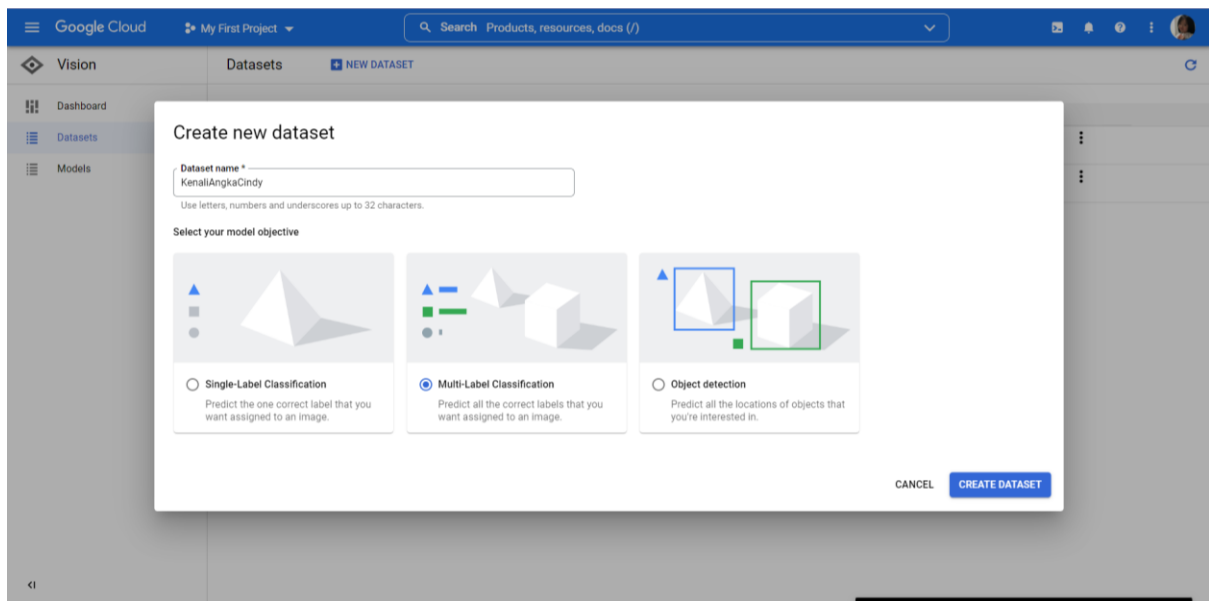 Google Cloud
My First Project
Search Products, resources, docs (/)
Vision
Datasets
NEW DATASET
Dashboard
Datasets
Models
Create new dataset
Dataset name *
KenaliAngkaCindy
Use letters, numbers and underscores up to 32 characters.
Select your model objective
Single-Label Classification
Predict the one correct label that you
want assigned to an image.
Multi-Label Classification
Predict all the correct labels that you
want assigned to an image.
Object detection
Predict all the locations of objects that
you're interested in.
CANCEL
CREATE DATASET